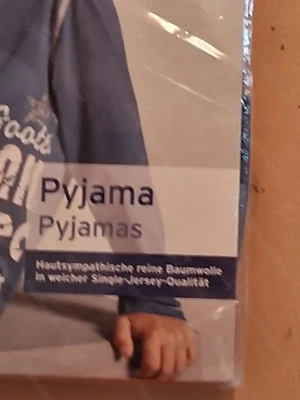 Pyjama
Pyjamas
Hautsympathische reine Baumwolle
in weicher Single-Jersey-Qualität